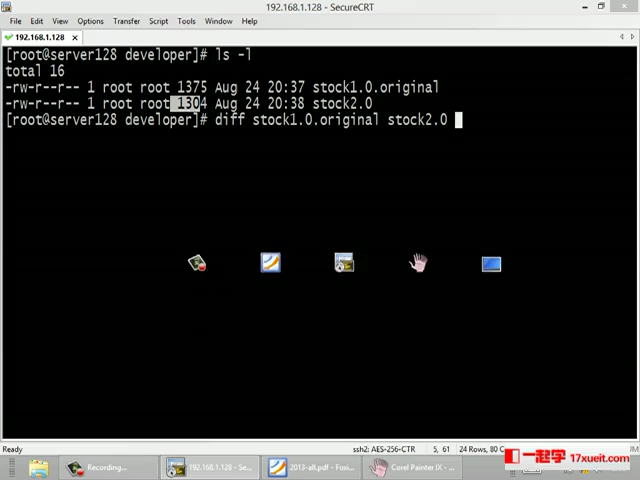 192.168.1.128 - SecureCRT
File Edit View Options Transfer Script Tools Window Help
192.168.1.128
[root@server128 developer]# ls -l
total 16
-rw-r--r-- 1 root root 1375 Aug 24 20:37 stock1.0.original
-rw-r--r-- 1 root root 1304 Aug 24 20:38 stock2.0
[root@server128 developer]# diff stock1.0.original stock2.0
Ready ssh2: AES-256-CTR 5, 61 24 Rows, 80 C
Recording... 192.168.1.128 - Se... 2013-all.pdf - Foxi... Corel Painter IX - ...
一起学 17xueit.com